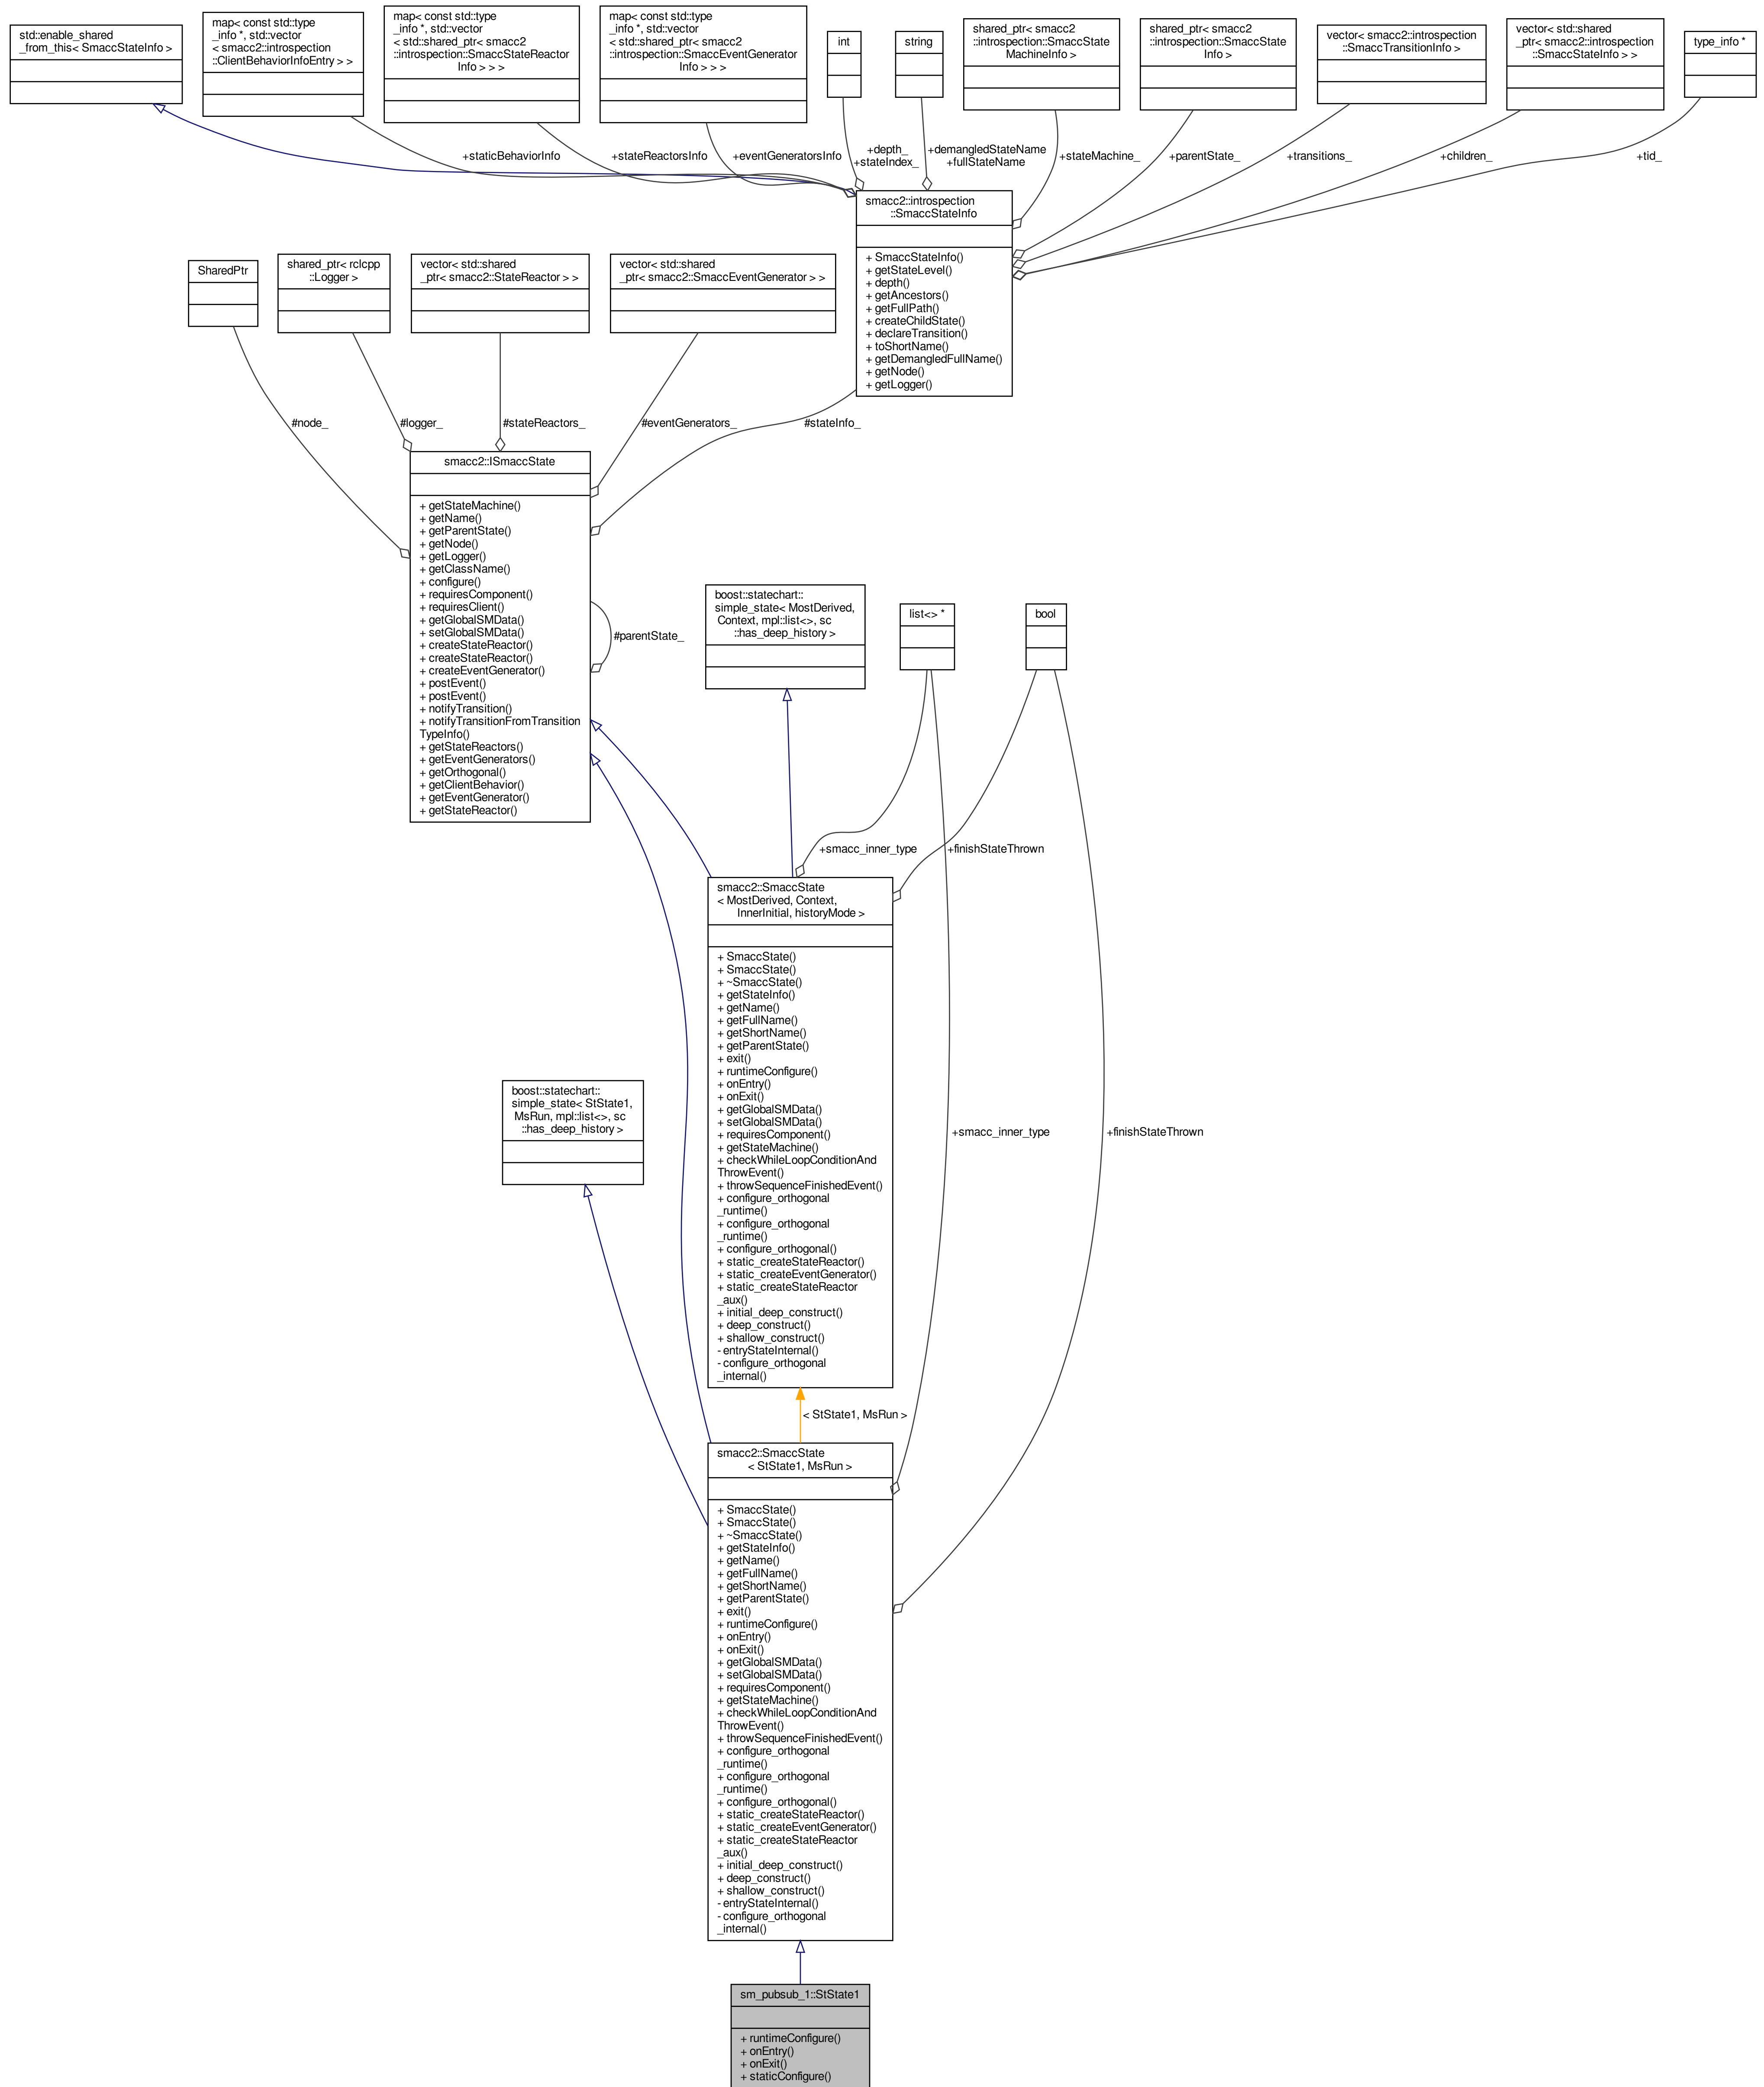 std::enable_shared
_from_this< SmaccStateInfo >
map< const std::type
_info *, std::vector
< smacc2::introspection
::ClientBehaviorInfoEntry > >
map< const std::type
_info *, std::vector
< std::shared_ptr< smacc2
::introspection::SmaccStateReactor
Info > > >
map< const std::type
_info *, std::vector
< std::shared_ptr< smacc2
::introspection::SmaccEventGenerator
Info > > >
int
string
shared_ptr< smacc2
::introspection::SmaccState
MachineInfo >
shared_ptr< smacc2
::introspection::SmaccState
Info >
vector< smacc2::introspection
::SmaccTransitionInfo >
vector< std::shared
_ptr< smacc2::introspection
::SmaccStateInfo > >
type_info *
+staticBehaviorInfo
+stateReactorsInfo
+eventGeneratorsInfo
+depth_
+stateIndex_
+demangledStateName
+fullStateName
+stateMachine_
+parentState_
+transitions_
+children_
+tid_
smacc2::introspection
::SmaccStateInfo
+ SmaccStateInfo()
+ getStateLevel()
+ depth()
+ getAncestors()
+ getFullPath()
+ createChildState()
+ declareTransition()
+ toShortName()
+ getDemangledFullName()
+ getNode()
+ getLogger()
SharedPtr
shared_ptr< rclcpp
::Logger >
vector< std::shared
_ptr< smacc2::StateReactor > >
vector< std::shared
_ptr< smacc2::SmaccEventGenerator > >
#node_
#logger_
#stateReactors_
#eventGenerators_
#stateInfo_
smacc2::ISmaccState
+ getStateMachine()
+ getName()
+ getParentState()
+ getNode()
+ getLogger()
+ getClassName()
+ configure()
+ requiresComponent()
+ requiresClient()
+ getGlobalSMData()
+ setGlobalSMData()
+ createStateReactor()
+ createStateReactor()
+ createEventGenerator()
+ postEvent()
+ postEvent()
+ notifyTransition()
+ notifyTransitionFromTransition
TypeInfo()
+ getStateReactors()
+ getEventGenerators()
+ getOrthogonal()
+ getClientBehavior()
+ getEventGenerator()
+ getStateReactor()
#parentState_
boost::statechart::
simple_state< MostDerived,
Context, mpl::list<>, sc
::has_deep_history >
list<> *
bool
+smacc_inner_type
+finishStateThrown
smacc2::SmaccState
< MostDerived, Context,
InnerInitial, historyMode >
+ SmaccState()
+ SmaccState()
+ ~SmaccState()
+ getStateInfo()
+ getName()
+ getFullName()
+ getShortName()
+ getParentState()
+ exit()
+ runtimeConfigure()
+ onEntry()
+ onExit()
+ getGlobalSMData()
+ setGlobalSMData()
+ requiresComponent()
+ getStateMachine()
+ checkWhileLoopConditionAnd
ThrowEvent()
+ throwSequenceFinishedEvent()
+ configure_orthogonal
_runtime()
+ configure_orthogonal
_runtime()
+ configure_orthogonal()
+ static_createStateReactor()
+ static_createEventGenerator()
+ static_createStateReactor
_aux()
+ initial_deep_construct()
+ deep_construct()
+ shallow_construct()
- entryStateInternal()
- configure_orthogonal
_internal()
boost::statechart::
simple_state< StState1,
MsRun, mpl::list<>, sc
::has_deep_history >
+smacc_inner_type
+finishStateThrown
< StState1, MsRun >
smacc2::SmaccState
< StState1, MsRun >
+ SmaccState()
+ SmaccState()
+ ~SmaccState()
+ getStateInfo()
+ getName()
+ getFullName()
+ getShortName()
+ getParentState()
+ exit()
+ runtimeConfigure()
+ onEntry()
+ onExit()
+ getGlobalSMData()
+ setGlobalSMData()
+ requiresComponent()
+ getStateMachine()
+ checkWhileLoopConditionAnd
ThrowEvent()
+ throwSequenceFinishedEvent()
+ configure_orthogonal
_runtime()
+ configure_orthogonal
_runtime()
+ configure_orthogonal()
+ static_createStateReactor()
+ static_createEventGenerator()
+ static_createStateReactor
_aux()
+ initial_deep_construct()
+ deep_construct()
+ shallow_construct()
- entryStateInternal()
- configure_orthogonal
_internal()
sm_pubsub_1::StState1
+ runtimeConfigure()
+ onEntry()
+ onExit()
+ staticConfigure()